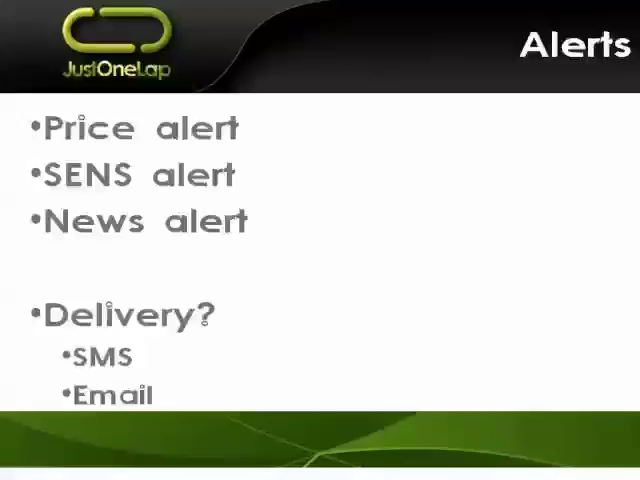 JustOneLap
Alerts
•Price alert
•SENS alert
•News alert
•Delivery?
•SMS
•Email